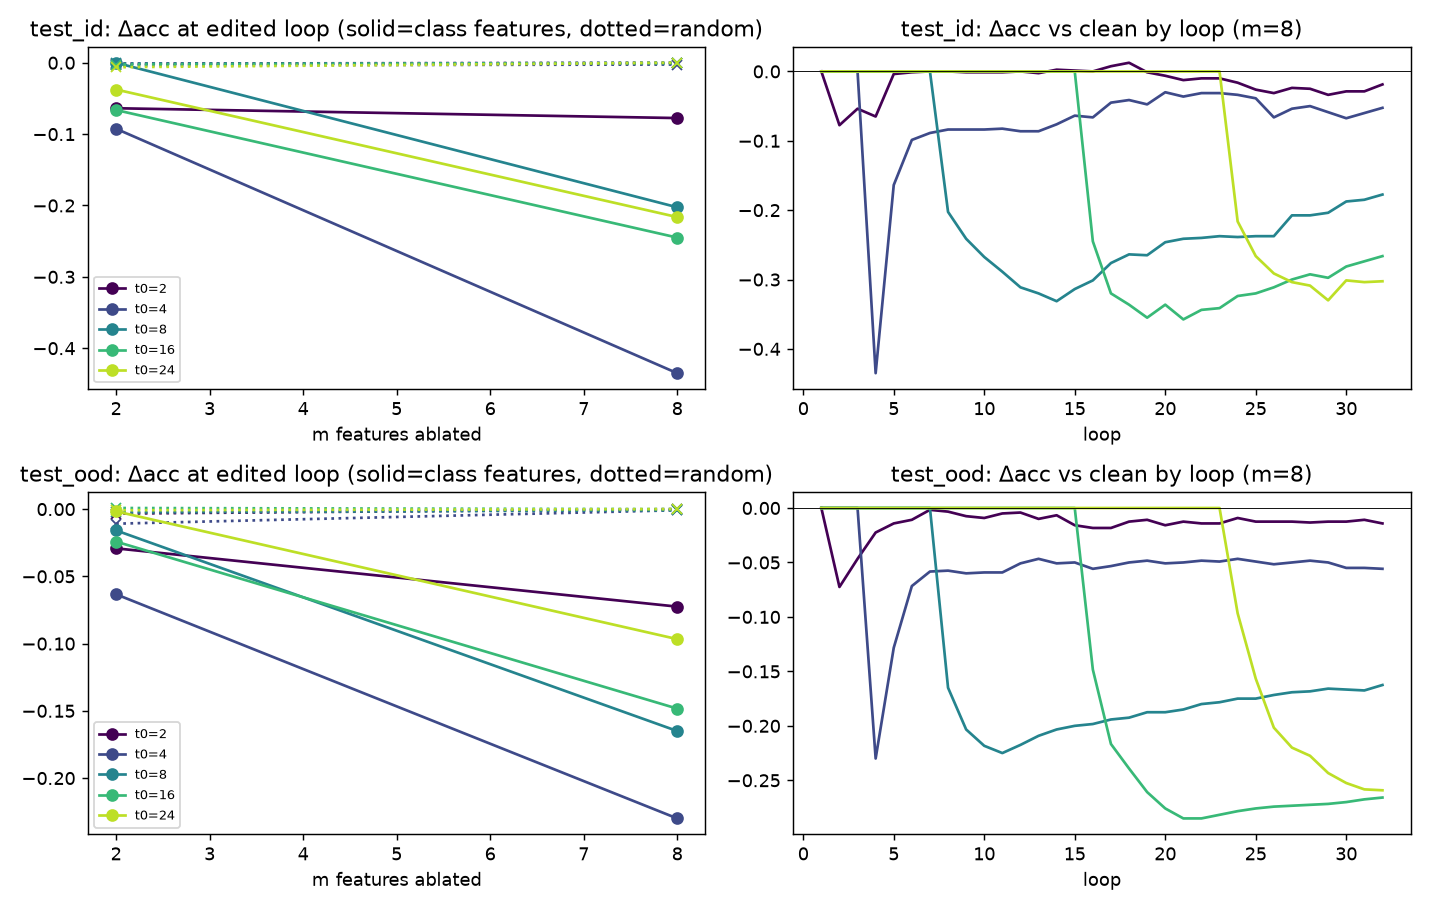 test_id: Δacc at edited loop (solid=class features, dotted=random)
0.0
−0.1
−0.2
−0.3
−0.4
t0=2
t0=4
t0=8
t0=16
t0=24
2 3 4 5 6 7 8
m features ablated
test_id: Δacc vs clean by loop (m=8)
0.0
−0.1
−0.2
−0.3
−0.4
0 5 10 15 20 25 30
loop
test_ood: Δacc at edited loop (solid=class features, dotted=random)
0.00
−0.05
−0.10
−0.15
−0.20
t0=2
t0=4
t0=8
t0=16
t0=24
2 3 4 5 6 7 8
m features ablated
test_ood: Δacc vs clean by loop (m=8)
0.00
−0.05
−0.10
−0.15
−0.20
−0.25
0 5 10 15 20 25 30
loop